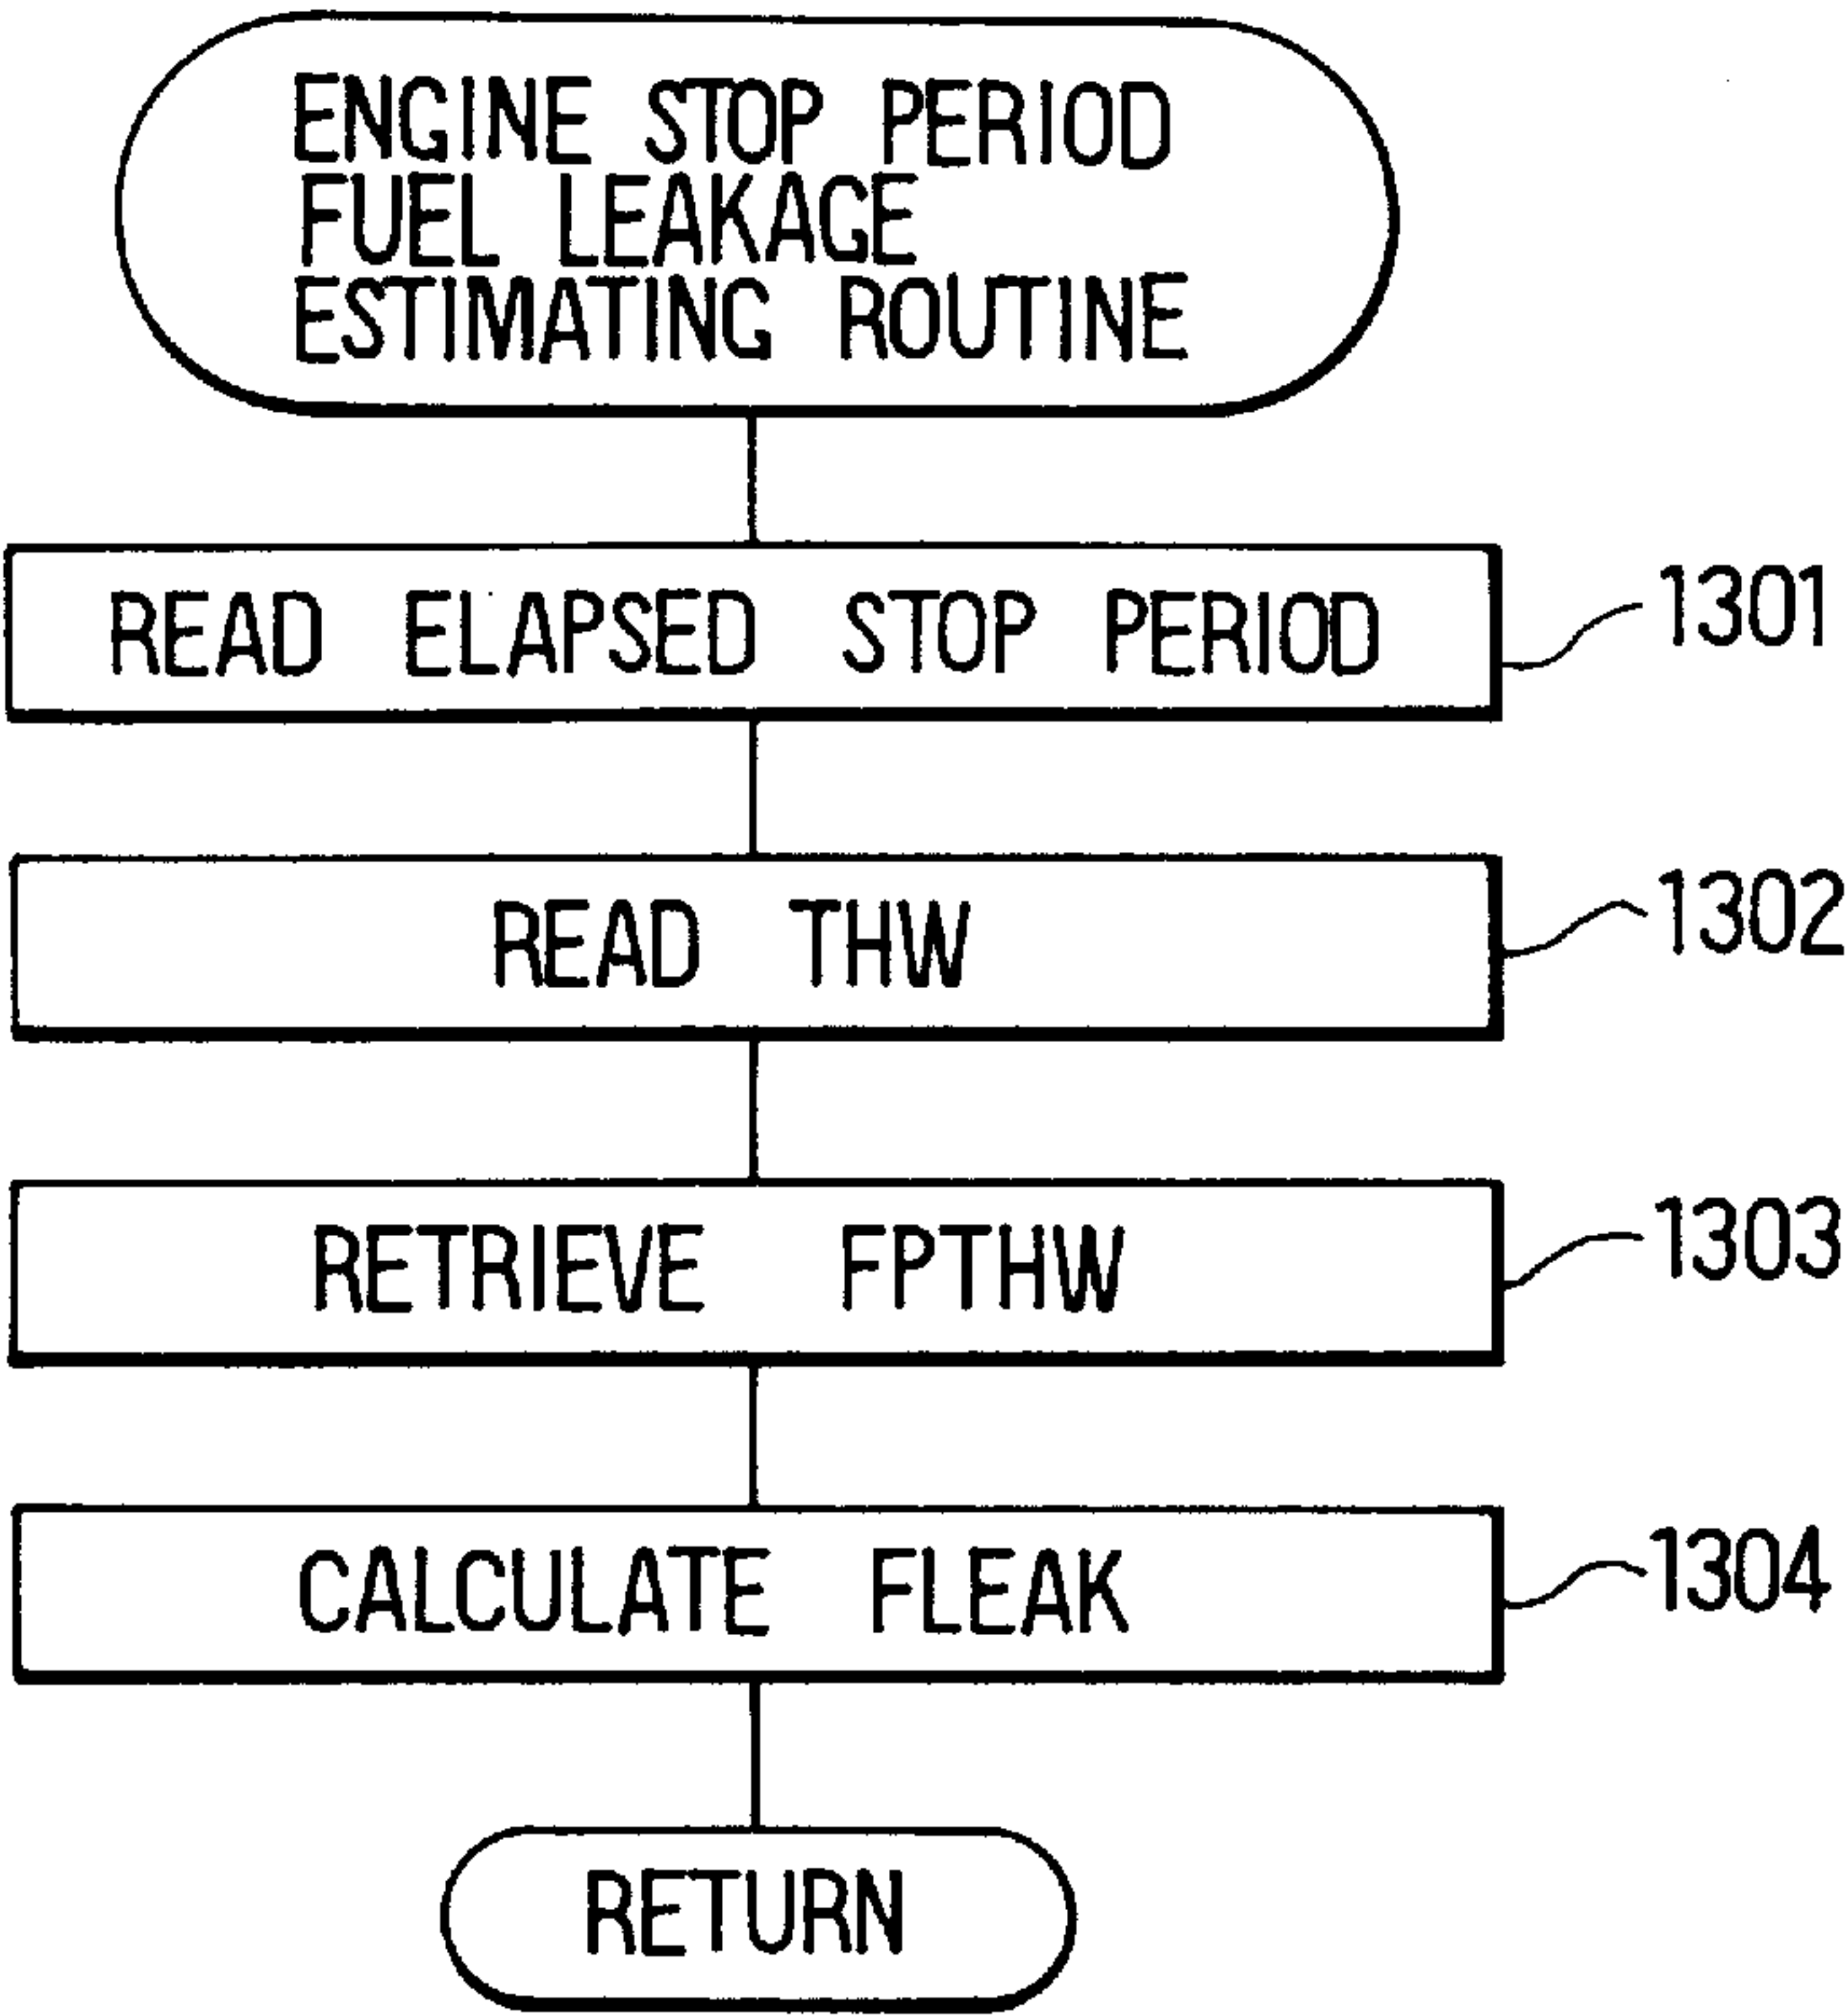 ENGINE STOP PERIOD
FUEL LEAKAGE
ESTIMATING ROUTINE
READ ELAPSED STOP PERIOD
1301
READ THW
1302
RETRIEVE FPTHW
1303
CALCULATE FLEAK
1304
RETURN